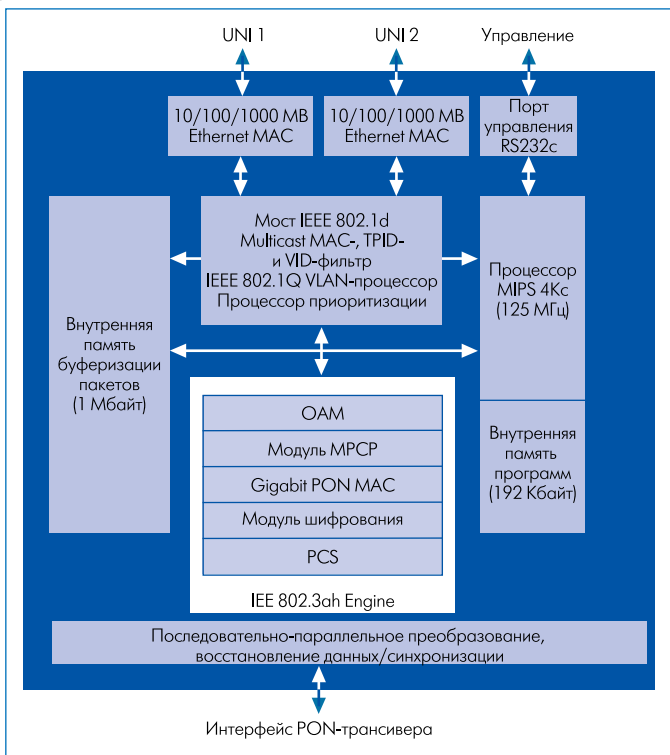 UNI 1
UNI 2
Управление
10/100/1000 MB
Ethernet MAC
10/100/1000 MB
Ethernet MAC
Порт
управления
RS232c
Мост IEEE 802.1d
Multicast MAC-, TPID-
и VID-фильтр
IEEE 802.1Q VLAN-процессор
Процессор приоритизации
Процессор
MIPS 4Kc
(125 МГц)
Внутренняя
память
буферизации
пакетов
(1 Мбайт)
OAM
Модуль MPCP
Gigabit PON MAC
Модуль шифрования
PCS
IEE 802.3ah Engine
Внутренняя
память
программ
(192 Кбайт)
Последовательно-параллельное преобразование,
восстановление данных/синхронизации
Интерфейс PON-трансивера